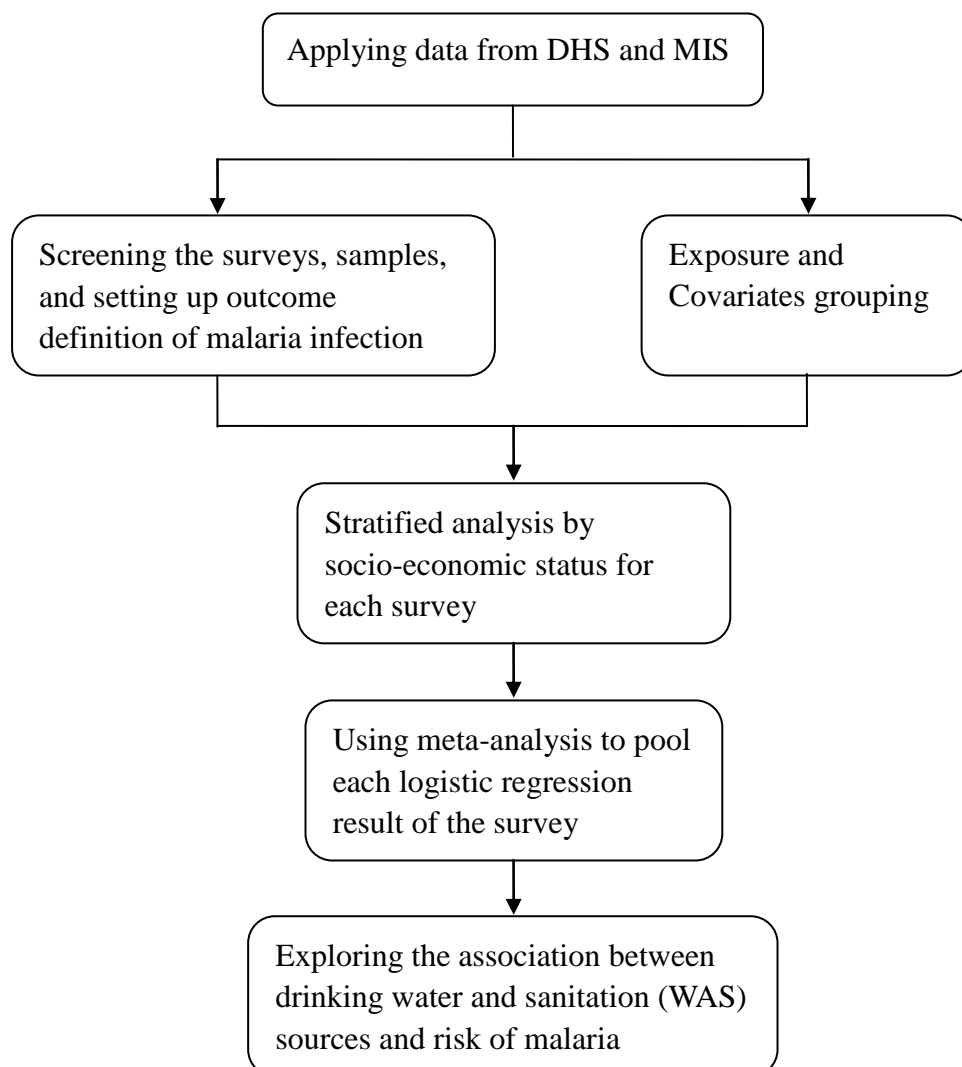 Applying data from DHS and MIS
Screening the surveys, samples,
and setting up outcome
definition of malaria infection
Exposure and
Covariates grouping
Stratified analysis by
socio-economic status for
each survey
Using meta-analysis to pool
each logistic regression
result of the survey
Exploring the association between
drinking water and sanitation (WAS)
sources and risk of malaria